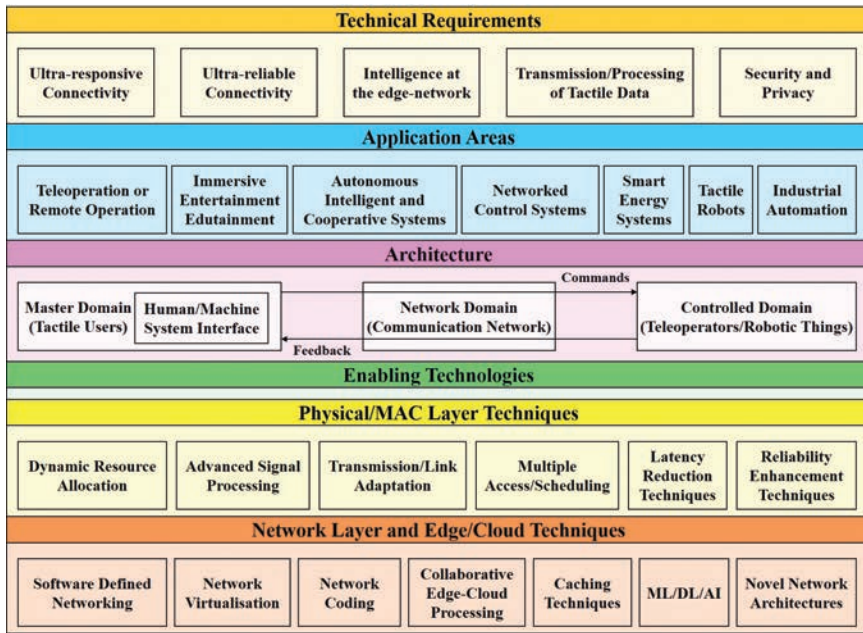 Technical Requirements
Ultra-responsive
Connectivity
Ultra-reliable
Connectivity
Intelligence at
the edge-network
Transmission/Processing
of Tactile Data
Security and
Privacy
Application Areas
Teleoperation or
Remote Operation
Immersive
Entertainment
Edutainment
Autonomous
Intelligent and
Cooperative Systems
Networked
Control Systems
Smart
Energy
Systems
Tactile
Robots
Industrial
Automation
Architecture
Master Domain
(Tactile Users)
Human/Machine
System Interface
Commands
Network Domain
(Communication Network)
Controlled Domain
(Teleoperators/Robotic Things)
Feedback
Enabling Technologies
Physical/MAC Layer Techniques
Dynamic Resource
Allocation
Advanced Signal
Processing
Transmission/Link
Adaptation
Multiple
Access/Scheduling
Latency
Reduction
Techniques
Reliability
Enhancement
Techniques
Network Layer and Edge/Cloud Techniques
Software Defined
Networking
Network
Virtualisation
Network
Coding
Collaborative
Edge-Cloud
Processing
Caching
Techniques
ML/DL/AI
Novel Network
Architectures